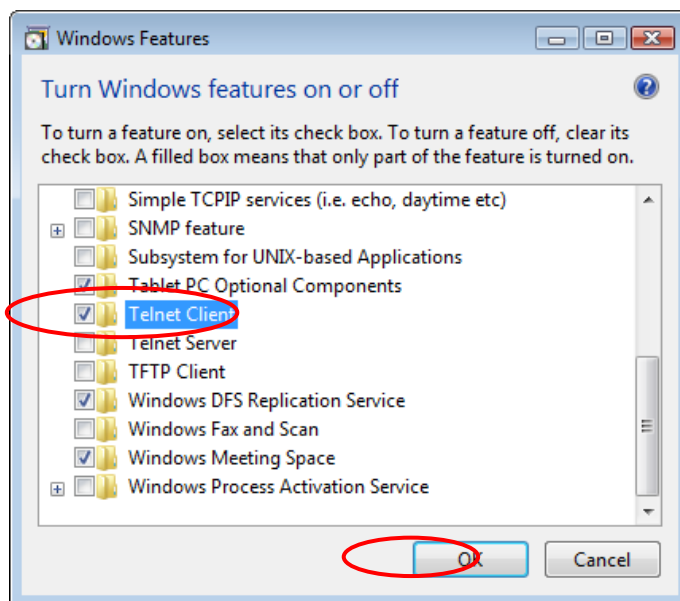 Windows Features
Turn Windows features on or off
To turn a feature on, select its check box. To turn a feature off, clear its
check box. A filled box means that only part of the feature is turned on.
Simple TCPIP services (i.e. echo, daytime etc)
SNMP feature
Subsystem for UNIX-based Applications
Tablet PC Optional Components
Telnet Client
Telnet Server
TFTP Client
Windows DFS Replication Service
Windows Fax and Scan
Windows Meeting Space
Windows Process Activation Service
OK Cancel